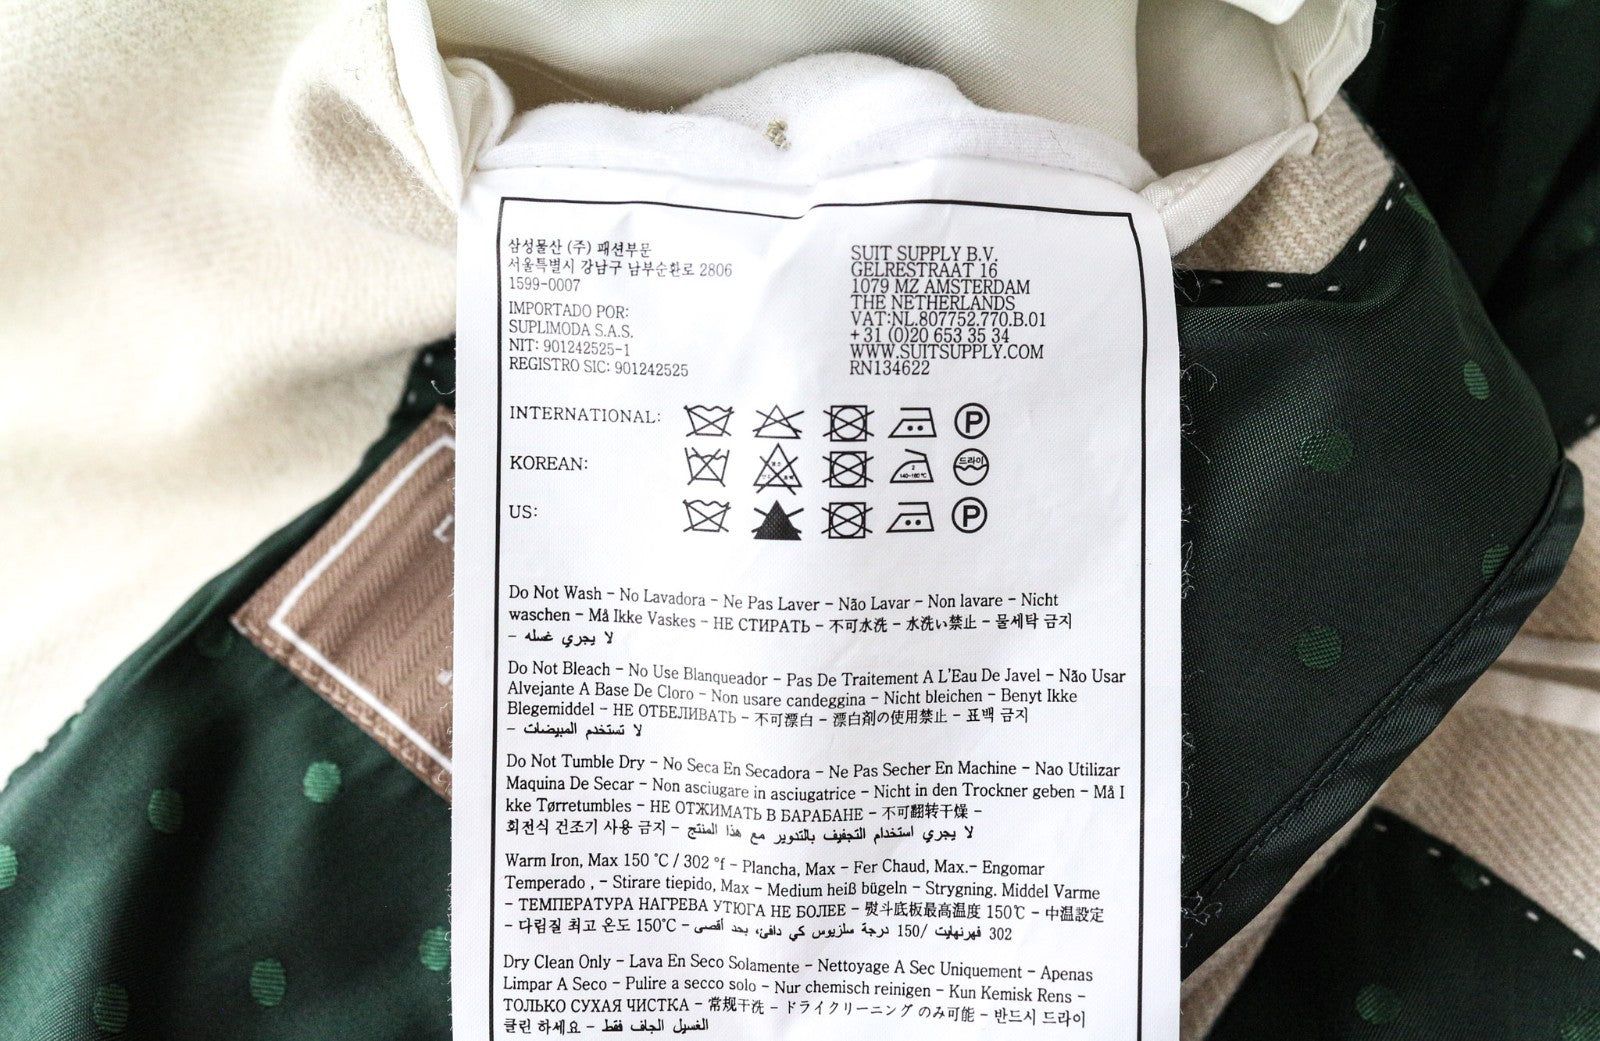 삼성물산 (주) 패션부문
서울특별시 강남구 남부순환로 2806
1599-0007
IMPORTADO POR:
SUPLIMODA S.A.S.
NIT: 901242525-1
REGISTRO SIC: 901242525
SUIT SUPPLY B.V.
GELRESTRAAT 16
1079 MZ AMSTERDAM
THE NETHERLANDS
VAT:NL.807752.770.B.01
+31 (0)20 653 35 34
WWW.SUITSUPPLY.COM
RN134622
INTERNATIONAL:
P
KOREAN:
2
140~160℃
드라이
US:
P
Do Not Wash - No Lavadora - Ne Pas Laver - Não Lavar - Non lavare - Nicht
waschen - Må Ikke Vaskes - НЕ СТИРАТЬ - 不可水洗 - 水洗い禁止 - 물세탁 금지
- لا يجري غسله
Do Not Bleach - No Use Blanqueador - Pas De Traitement A L'Eau De Javel - Não Usar
Alvejante A Base De Cloro - Non usare candeggina - Nicht bleichen - Benyt Ikke
Blegemiddel - НЕ ОТБЕЛИВАТЬ - 不可漂白 - 漂白剤の使用禁止 - 표백 금지
- لا تستخدم المبيضات
Do Not Tumble Dry - No Seca En Secadora - Ne Pas Secher En Machine - Nao Utilizar
Maquina De Secar - Non asciugare in asciugatrice - Nicht in den Trockner geben - Må I
kke Tørretumbles - НЕ ОТЖИМАТЬ В БАРАБАНЕ - 不可翻转干燥 -
회전식 건조기 사용 금지 - لا يجري استخدام التجفيف بالتدوير مع هذا المنتج
Warm Iron, Max 150 °C / 302 °f - Plancha, Max - Fer Chaud, Max.- Engomar
Temperado , - Stirare tiepido, Max - Medium heiß bügeln - Strygning. Middel Varme
- ТЕМПЕРАТУРА НАГРЕВА УТЮГА НЕ БОЛЕЕ - 熨斗底板最高温度 150℃ - 中温設定
- 다림질 최고 온도 150℃ - 302 فهرنهايت /150 درجة سلزيوس كي دافئ، بحد أقصى
Dry Clean Only - Lava En Seco Solamente - Nettoyage A Sec Uniquement - Apenas
Limpar A Seco - Pulire a secco solo - Nur chemisch reinigen - Kun Kemisk Rens -
ТОЛЬКО СУХАЯ ЧИСТКА - 常规干洗 - ドライクリーニング のみ可能 - 반드시 드라이
클린 하세요 - الغسيل الجاف فقط